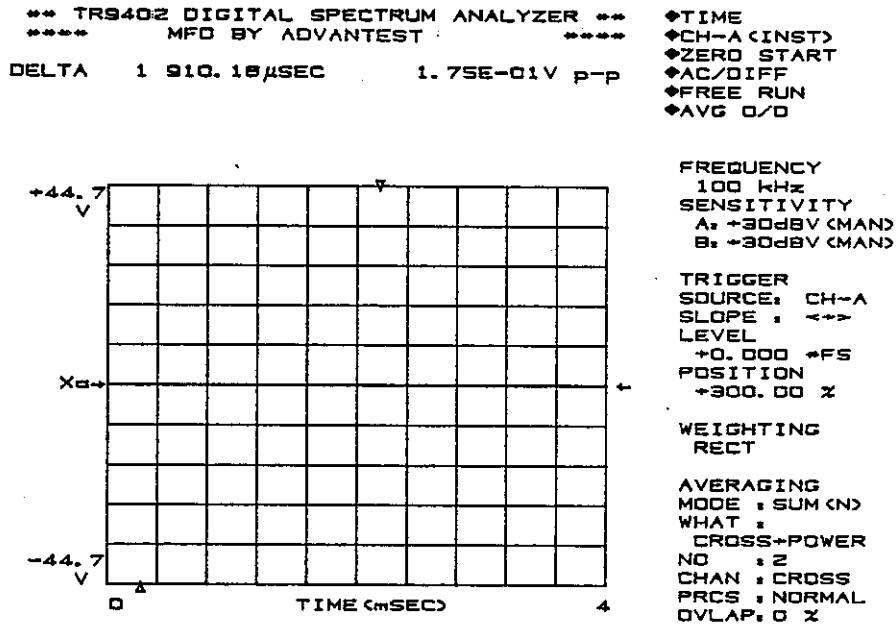 ** TR9402 DIGITAL SPECTRUM ANALYZER **
**** MFD BY ADVANTEST ****
DELTA 1 910.18μSEC 1.75E-01V p-p
◆TIME
◆CH-A(INST)
◆ZERO START
◆AC/DIFF
◆FREE RUN
◆AVG 0/0
FREQUENCY
100 kHz
SENSITIVITY
A: +30dBV(MAN)
B: +30dBV(MAN)
TRIGGER
SOURCE: CH-A
SLOPE : <+>
LEVEL
+0.000 *FS
POSITION
+300.00 %
WEIGHTING
RECT
AVERAGING
MODE : SUM(N)
WHAT :
CROSS+POWER
NO : 2
CHAN : CROSS
PRCS : NORMAL
OVLAP: 0 %
+44.7
V
X
-44.7
V
0 TIME(mSEC) 4